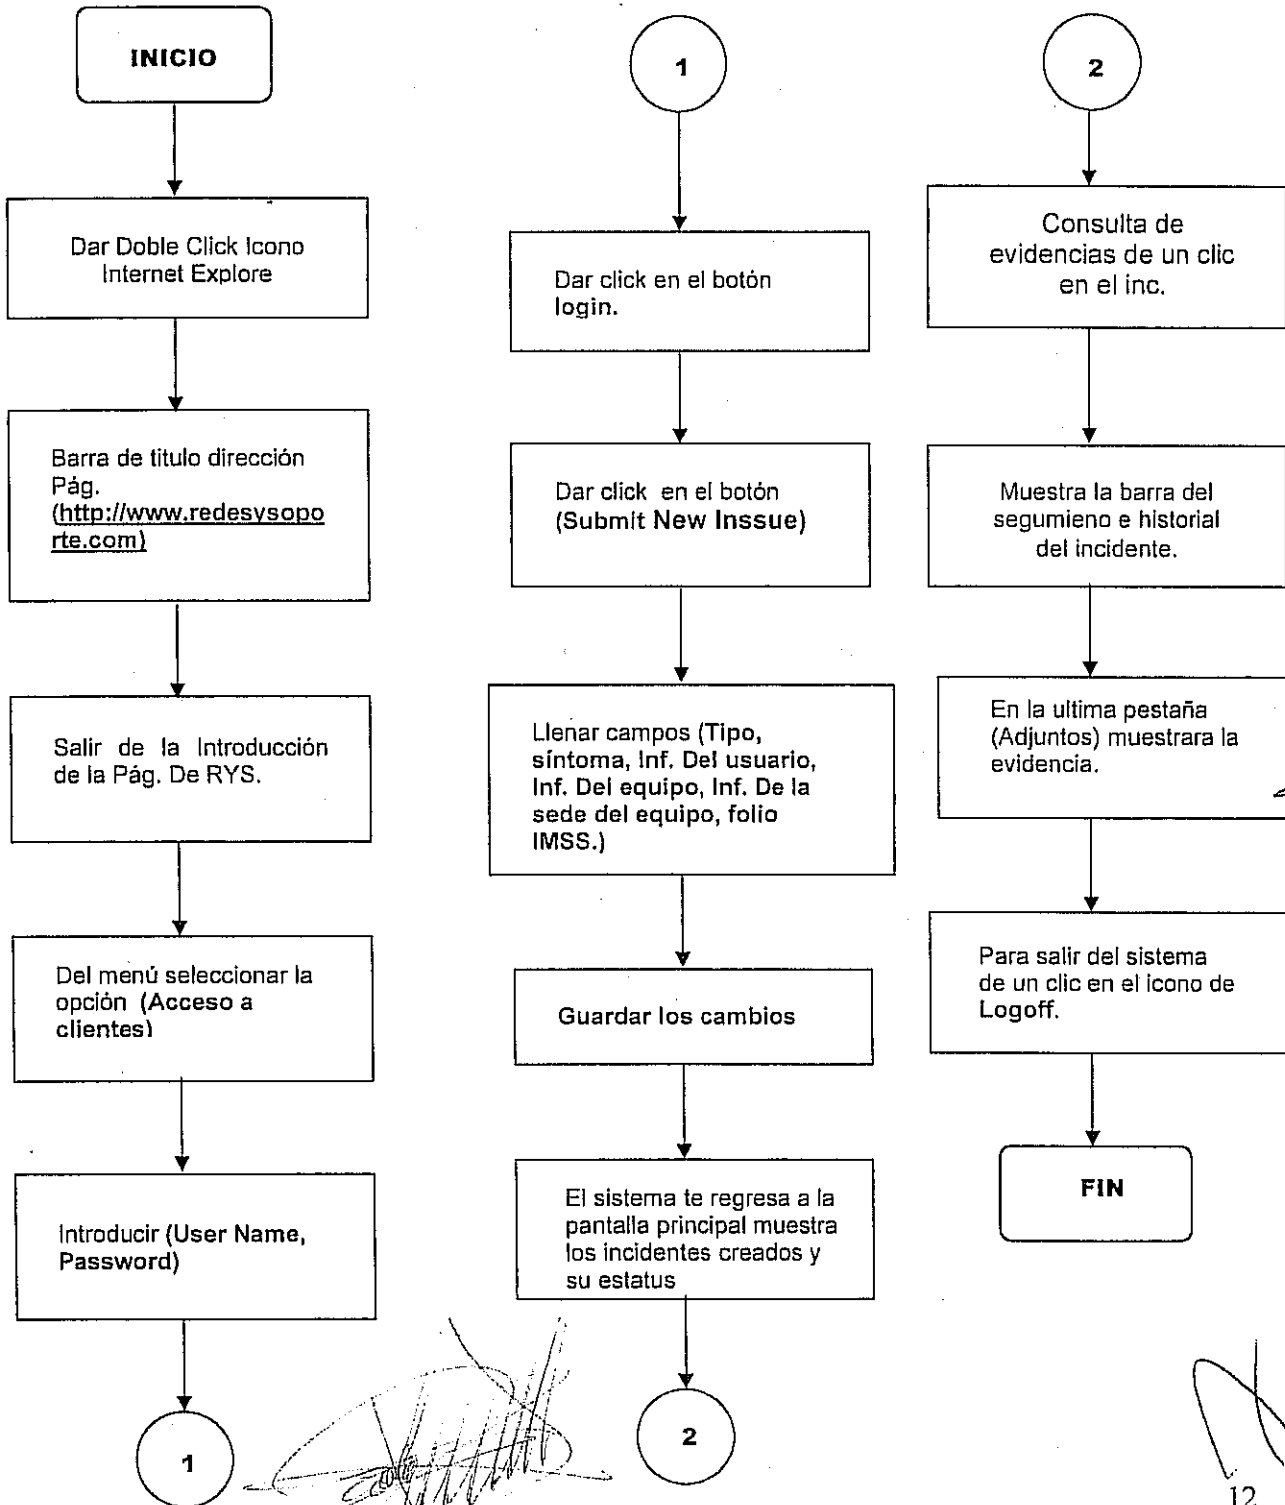 INICIO
Dar Doble Click Icono
Internet Explore
Barra de titulo dirección
Pág.
(http://www.redesysopo
rte.com)
Salir de la Introducción
de la Pág. De RYS.
Del menú seleccionar la
opción (Acceso a
clientes)
Introducir (User Name,
Password)
1
1
Dar click en el botón
login.
Dar click en el botón
(Submit New Inssue)
Llenar campos (Tipo,
síntoma, Inf. Del usuario,
Inf. Del equipo, Inf. De la
sede del equipo, folio
IMSS.)
Guardar los cambios
El sistema te regresa a la
pantalla principal muestra
los incidentes creados y
su estatus
2
2
Consulta de
evidencias de un clic
en el inc.
Muestra la barra del
segumieno e historial
del incidente.
En la ultima pestaña
(Adjuntos) muestrara la
evidencia.
Para salir del sistema
de un clic en el icono de
Logoff.
FIN
12